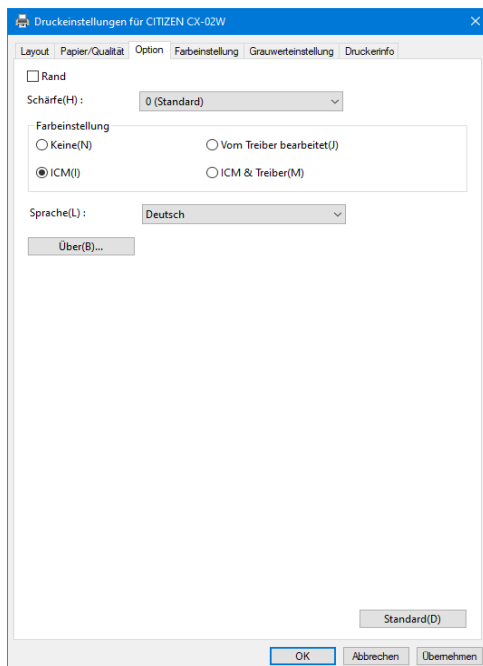 Druckeinstellungen für CITIZEN CX-02W
Layout Papier/Qualität Option Farbeinstellung Grauwerteinstellung Druckerinfo
Rand
Schärfe(H) : 0 (Standard)
Farbeinstellung
Keine(N) Vom Treiber bearbeitet(J)
ICM(I) ICM & Treiber(M)
Sprache(L) : Deutsch
Über(B)...
Standard(D)
OK Abbrechen Übernehmen